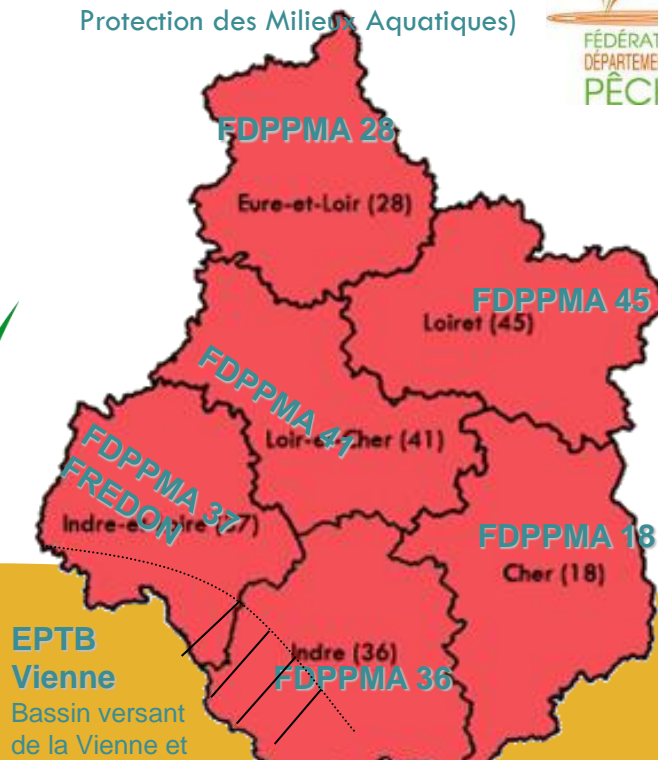 Protection des Milieux Aquatiques)
FÉDÉRAT
DÉPARTEME
PÊC
FDPPMA 28
Eure-et-Loir (28)
FDPPMA 45
Loiret (45)
FDPPMA 41
Loir-et-Cher (41)
FDPPMA 37
FREDON
Indre-et-Loire (37)
FDPPMA 18
Cher (18)
Indre (36)
FDPPMA 36
EPTB
Vienne
Bassin versant
de la Vienne et